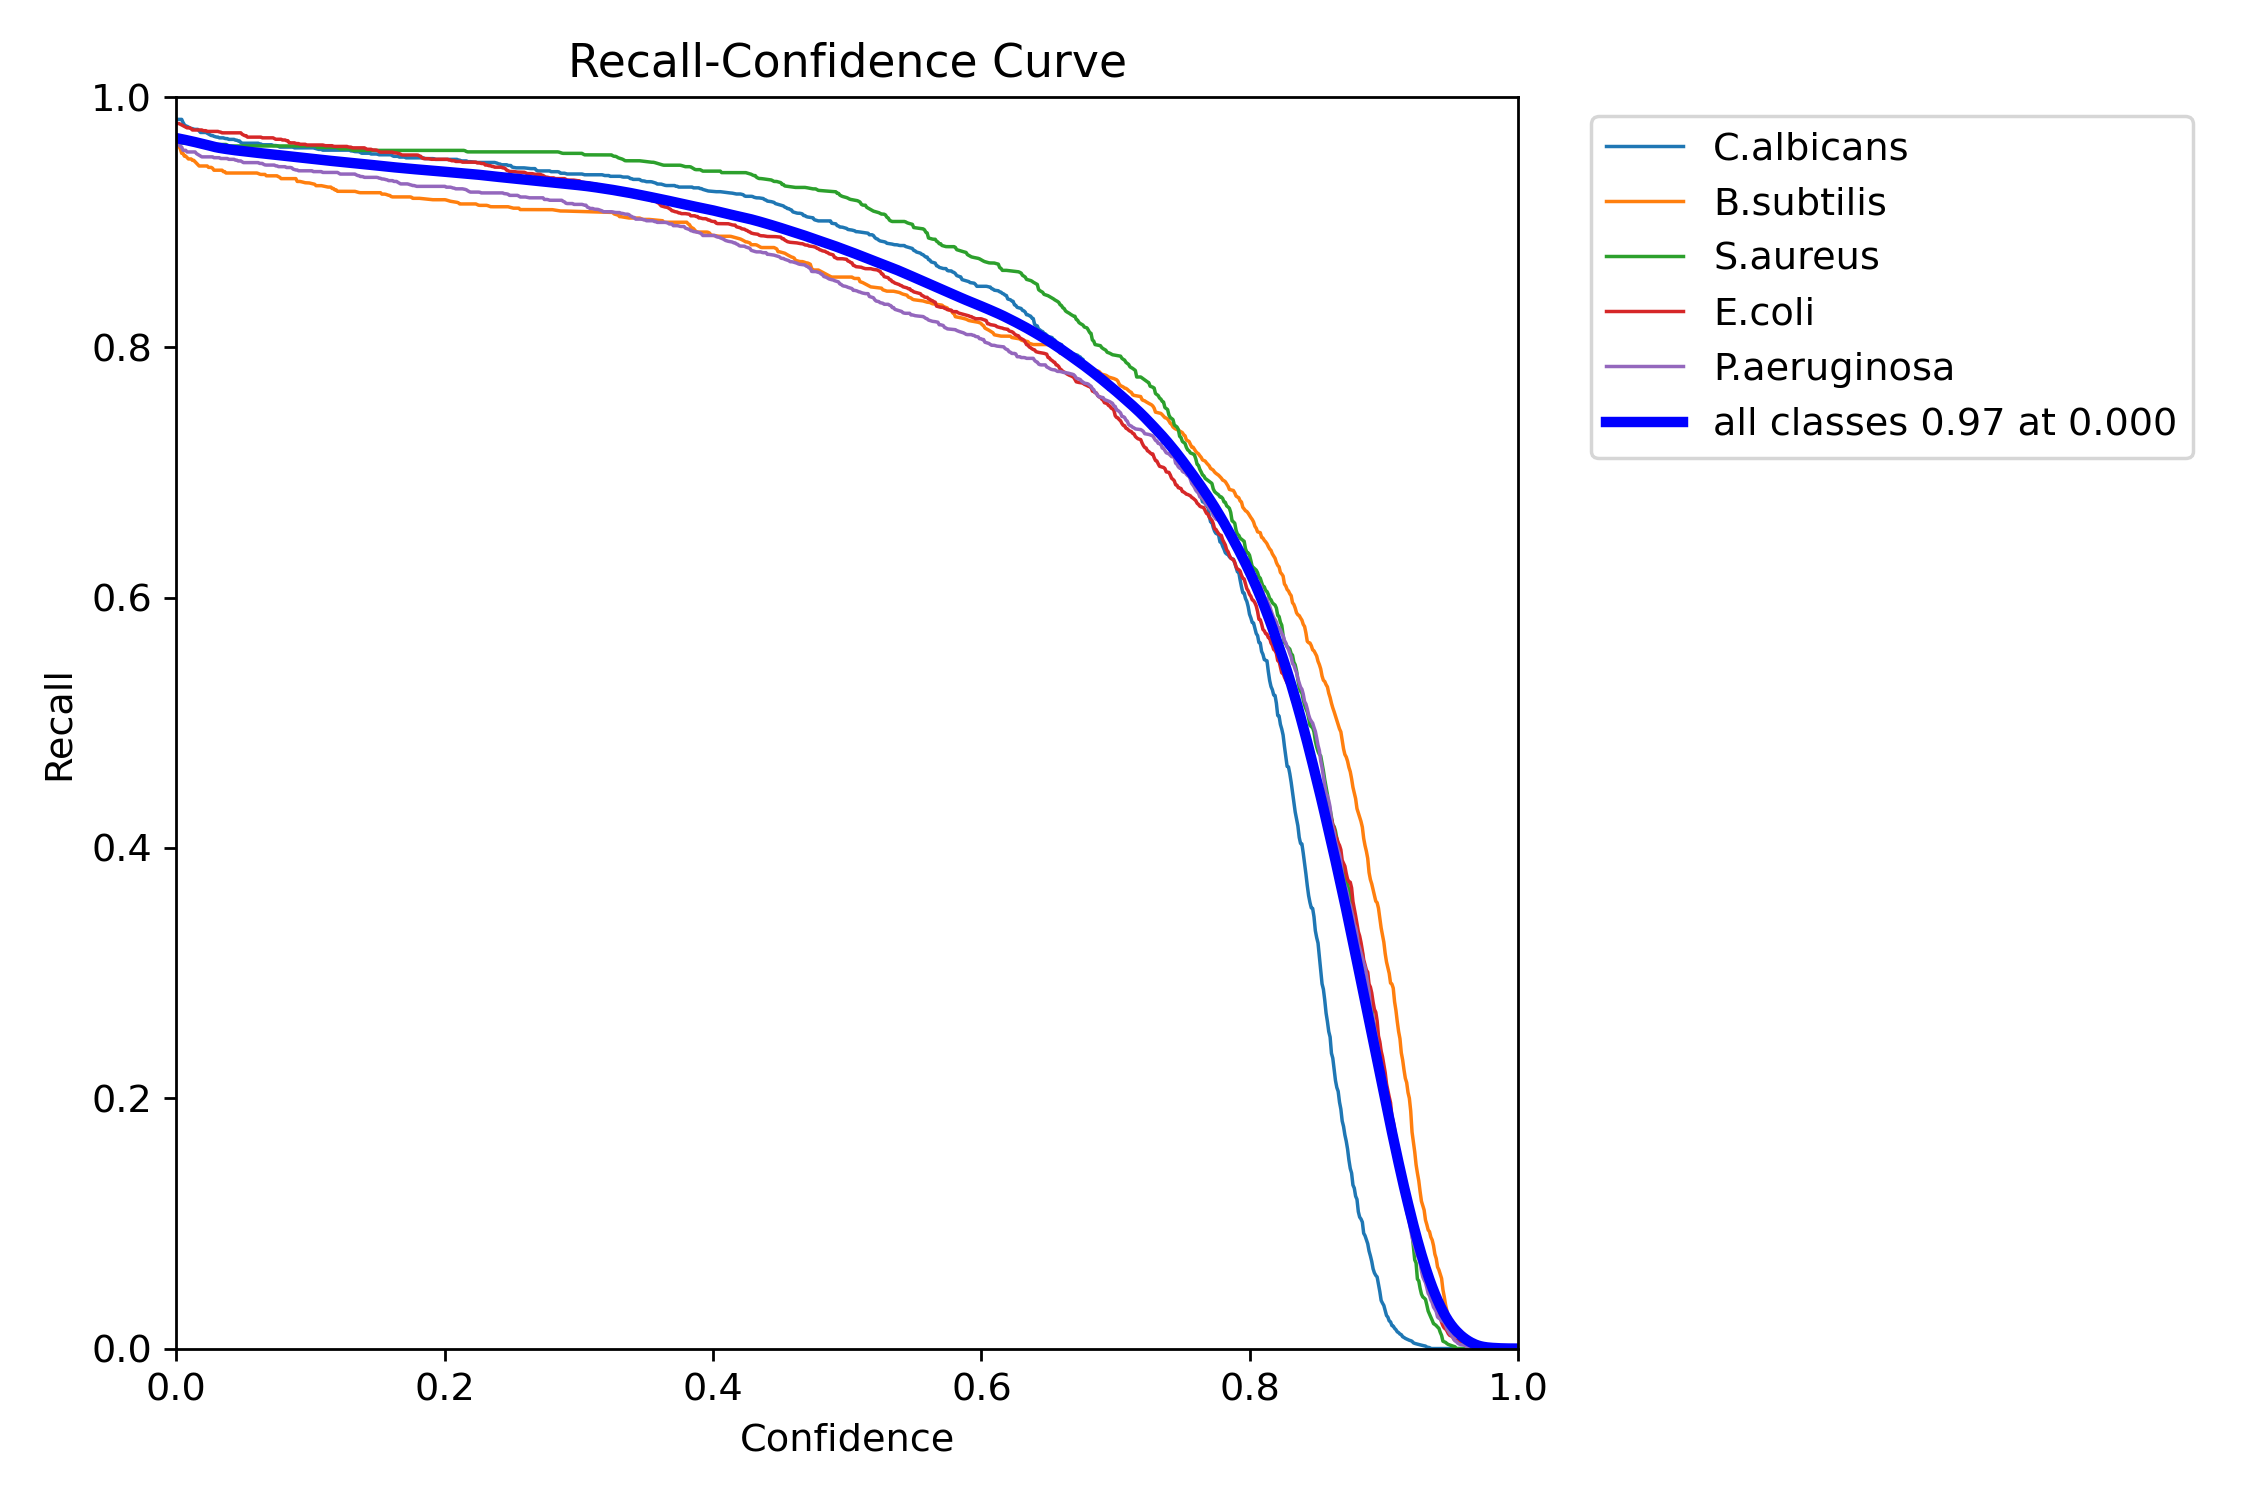 Recall-Confidence Curve
1.0
0.8
0.6
0.4
0.2
0.0
Recall
0.0 0.2 0.4 0.6 0.8 1.0
Confidence
C.albicans
B.subtilis
S.aureus
E.coli
P.aeruginosa
all classes 0.97 at 0.000